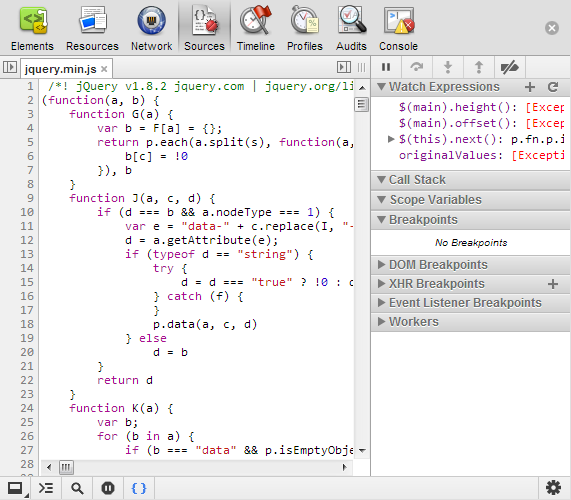 Elements Resources Network Sources Timeline Profiles Audits Console
jquery.min.js ×
1 /*! jQuery v1.8.2 jquery.com | jquery.org/li
2 (function(a, b) {
3 function G(a) {
4 var b = F[a] = {};
5 return p.each(a.split(s), function(a,
6 b[c] = !0
7 }), b
8 }
9 function J(a, c, d) {
10 if (d === b && a.nodeType === 1) {
11 var e = "data-" + c.replace(I, "-
12 d = a.getAttribute(e);
13 if (typeof d == "string") {
14 try {
15 d = d === "true" ? !0 : d
16 } catch (f) {
17 }
18 p.data(a, c, d)
19 } else
20 d = b
21 }
22 return d
23 }
24 function K(a) {
25 var b;
26 for (b in a) {
27 if (b === "data" && p.isEmptyObje
28
Watch Expressions
$(main).height(): [Excep
$(main).offset(): [Excep
$(this).next(): p.fn.p.i
originalValues: [Excepti
Call Stack
Scope Variables
Breakpoints
No Breakpoints
DOM Breakpoints
XHR Breakpoints
Event Listener Breakpoints
Workers
{ }